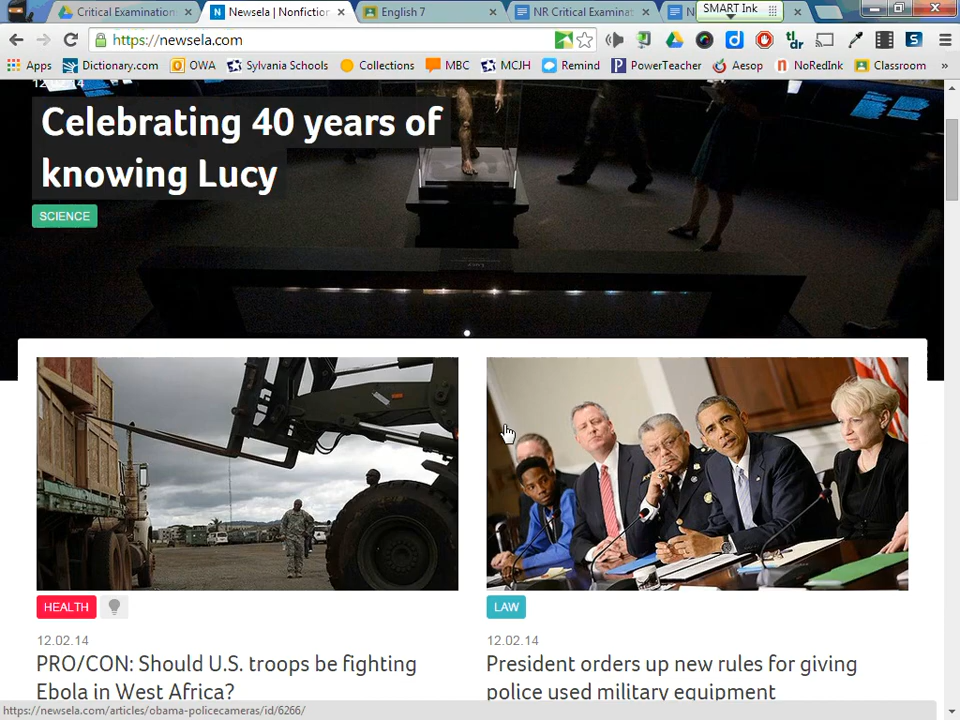 Critical Examination
Newsela | Nonfiction
English 7
NR Critical Examinat
N
SMART Ink
https://newsela.com
Apps
Dictionary.com
OWA
Sylvania Schools
Collections
MBC
MCJH
Remind
PowerTeacher
Aesop
NoRedInk
Classroom
»
Celebrating 40 years of
knowing Lucy
SCIENCE
HEALTH
12.02.14
PRO/CON: Should U.S. troops be fighting
Ebola in West Africa?
LAW
12.02.14
President orders up new rules for giving
police used military equipment
https://newsela.com/articles/obama-policecameras/id/6266/